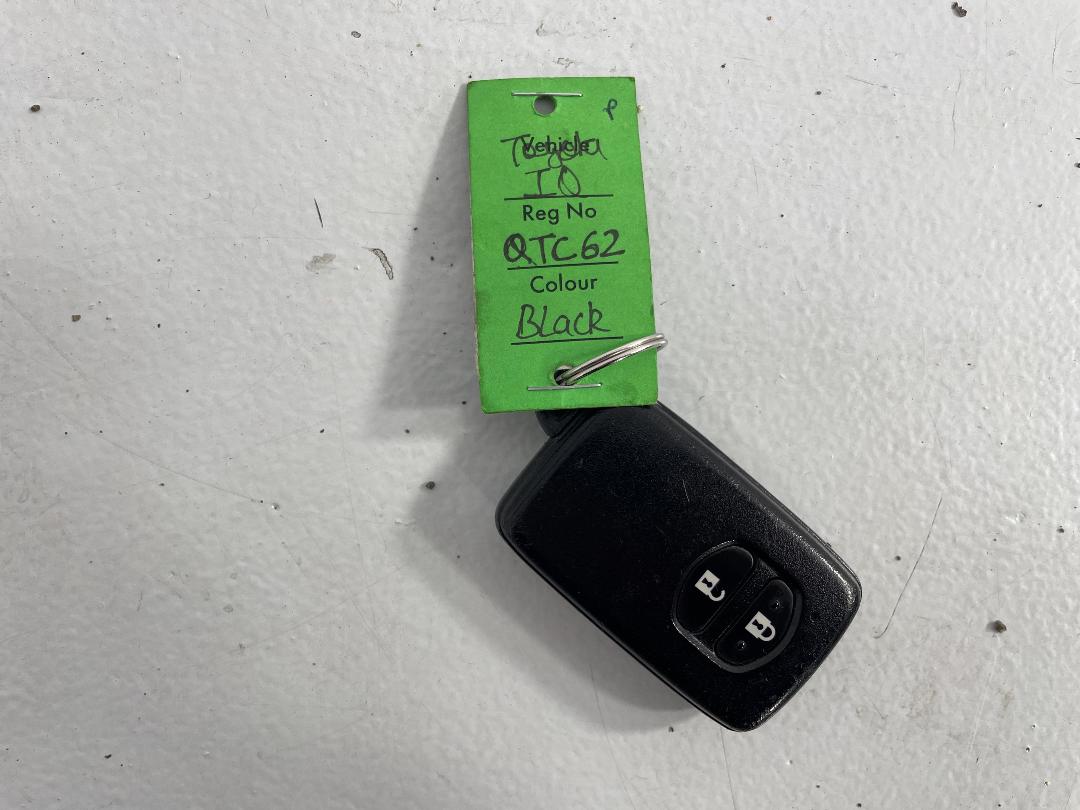 P
Vehicle
Toyota
IQ
Reg No
QTC62
Colour
Black